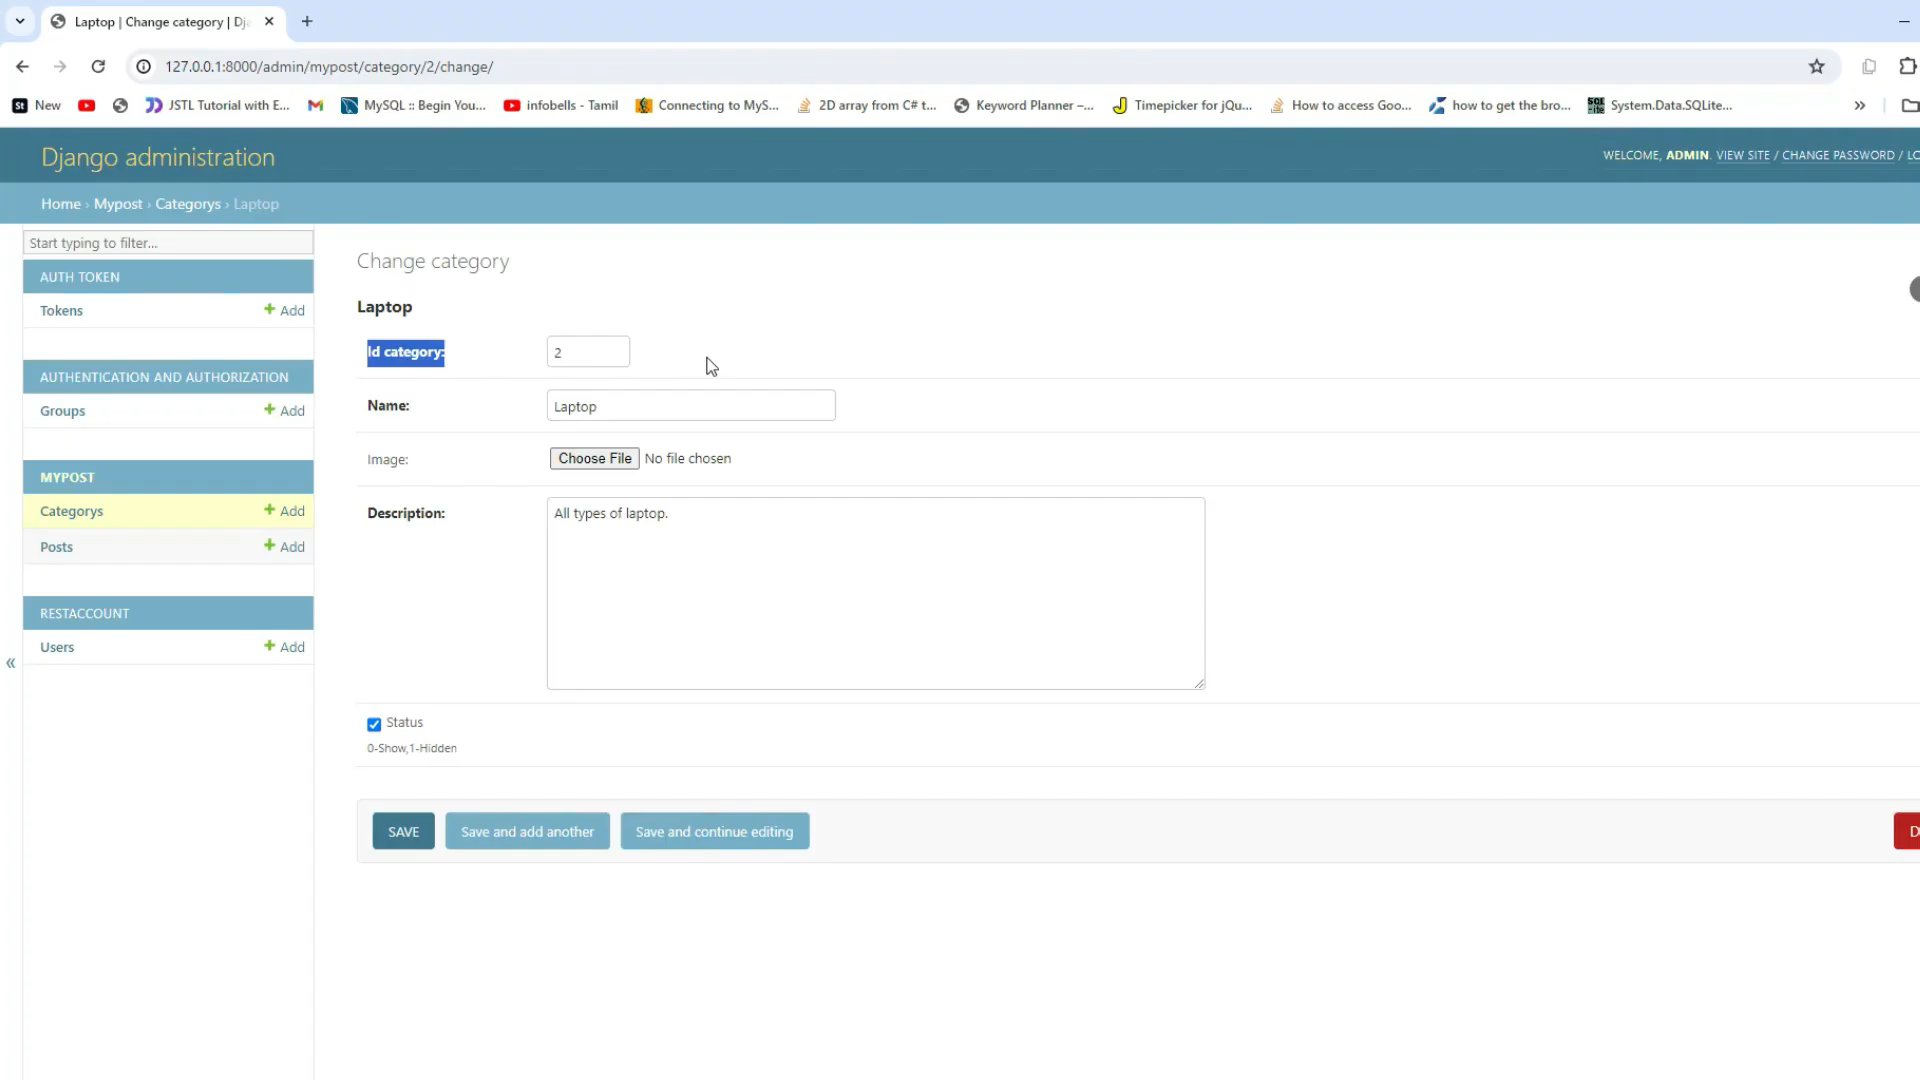 Laptop | Change category | Dj
127.0.0.1:8000/admin/mypost/category/2/change/
New JSTL Tutorial with E... MySQL :: Begin You... infobells - Tamil Connecting to MyS... 2D array from C# t... Keyword Planner –... Timepicker for jQu... How to access Goo... how to get the bro... System.Data.SQLite...
Django administration
WELCOME, ADMIN. VIEW SITE / CHANGE PASSWORD / LO
Home › Mypost › Categorys › Laptop
Start typing to filter...
AUTH TOKEN
Tokens + Add
AUTHENTICATION AND AUTHORIZATION
Groups + Add
MYPOST
Categorys + Add
Posts + Add
RESTACCOUNT
Users + Add
«
Change category
Laptop
Id category: 2
Name: Laptop
Image: Choose File No file chosen
Description: All types of laptop.
Status
0-Show,1-Hidden
SAVE Save and add another Save and continue editing D